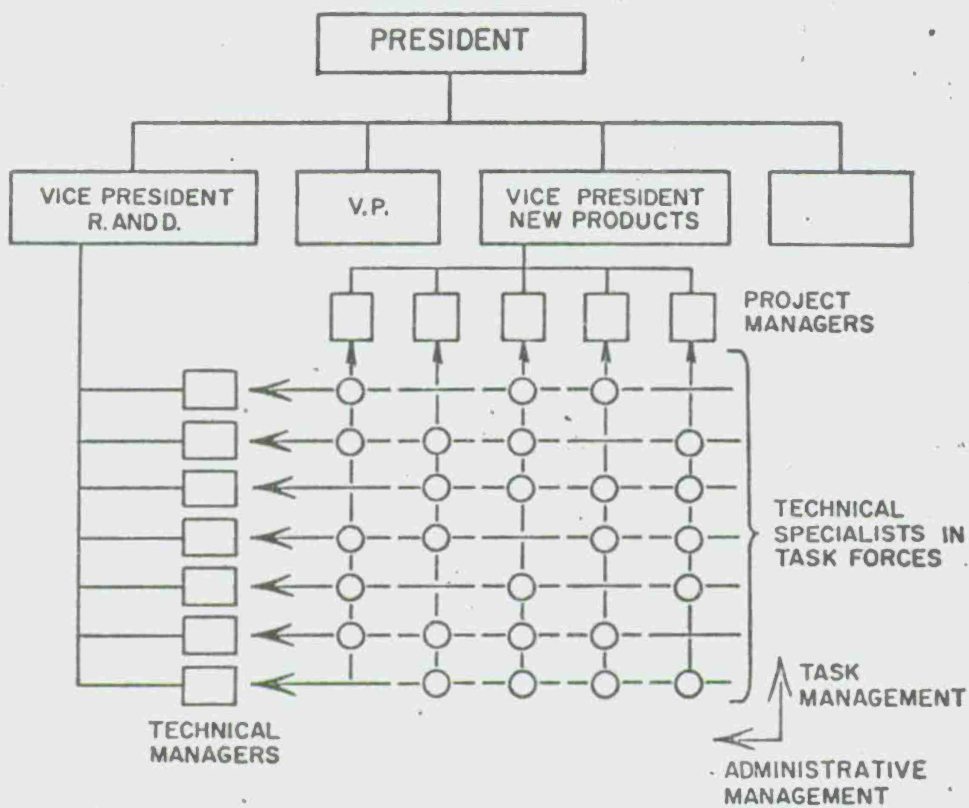 PRESIDENT
VICE PRESIDENT
R. AND D.
V.P.
VICE PRESIDENT
NEW PRODUCTS
PROJECT
MANAGERS
TECHNICAL
SPECIALISTS IN
TASK FORCES
TASK
MANAGEMENT
TECHNICAL
MANAGERS
ADMINISTRATIVE
MANAGEMENT